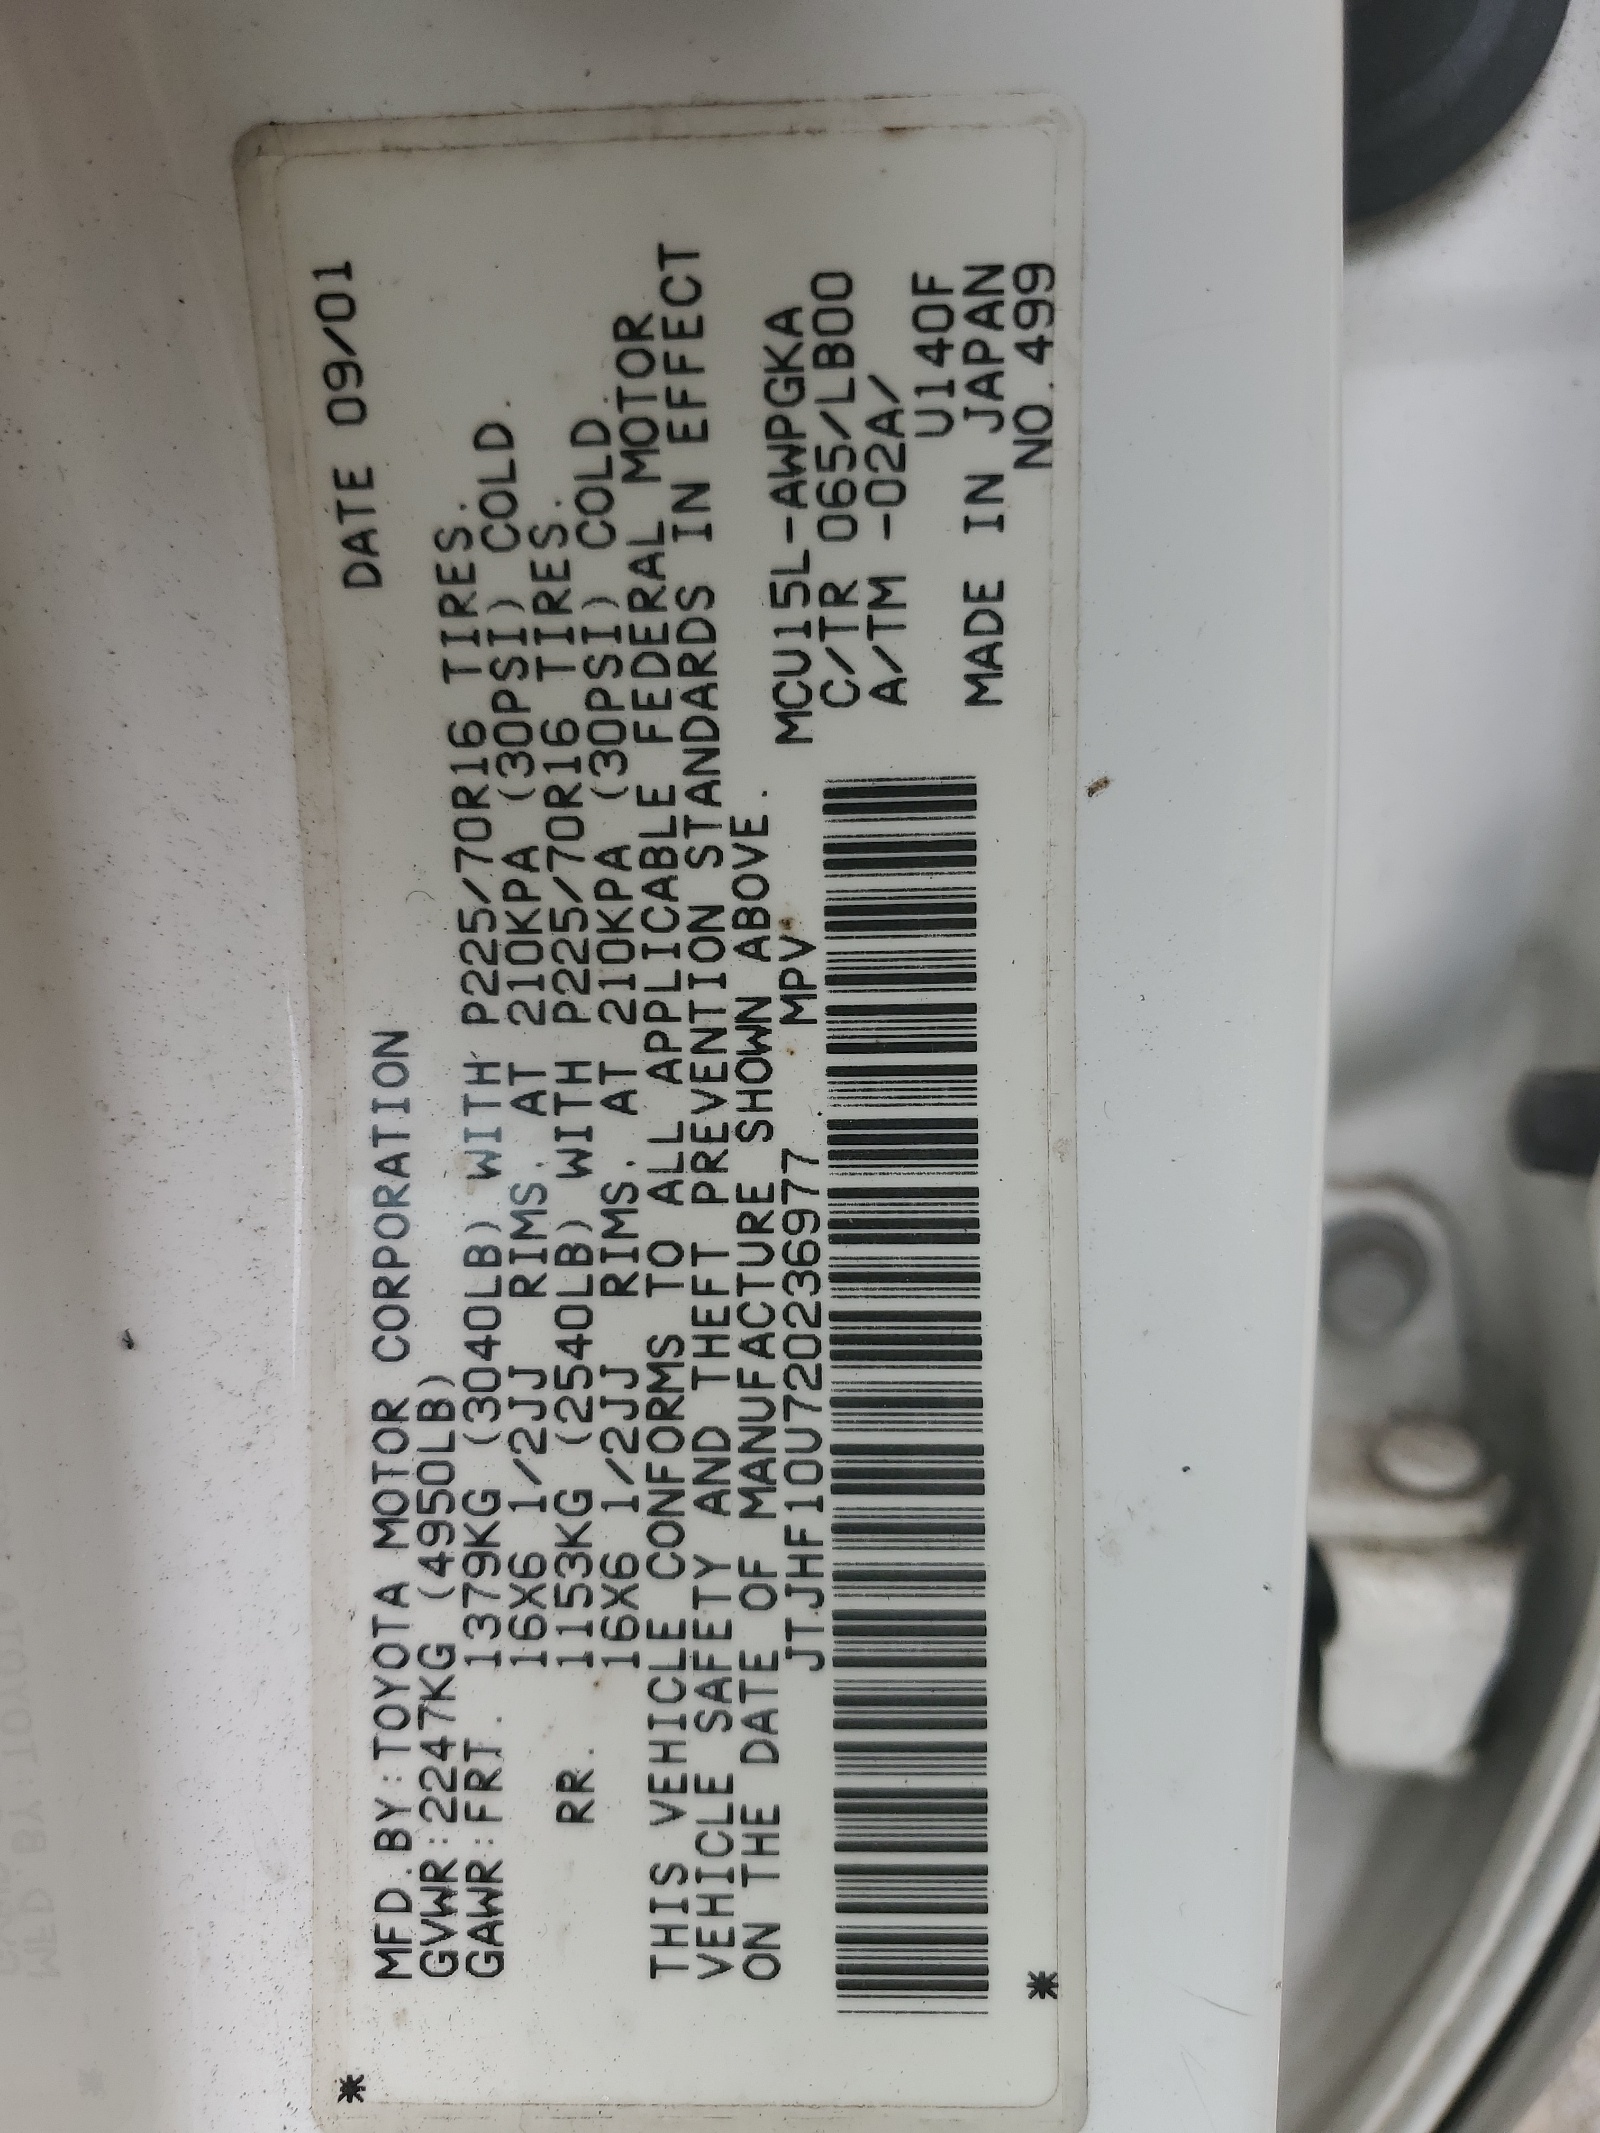 DATE 09/01
MFD.BY:TOYOTA MOTOR CORPORATION
GVWR:2247KG (4950LB)
GAWR:FRT. 1379KG (3040LB) WITH P225/70R16 TIRES.
16X6 1/2JJ RIMS. AT 210KPA (30PSI) COLD.
RR. 1153KG (2540LB) WITH P225/70R16 TIRES.
16X6 1/2JJ RIMS. AT 210KPA (30PSI) COLD.
THIS VEHICLE CONFORMS TO ALL APPLICABLE FEDERAL MOTOR
VEHICLE SAFETY AND THEFT PREVENTION STANDARDS IN EFFECT
ON THE DATE OF MANUFACTURE SHOWN ABOVE.
JTJHF10U720236977 MPV
MCU15L-AWPGKA
C/TR 065/LB00
A/TM -02A/
U140F
MADE IN JAPAN
NO.499